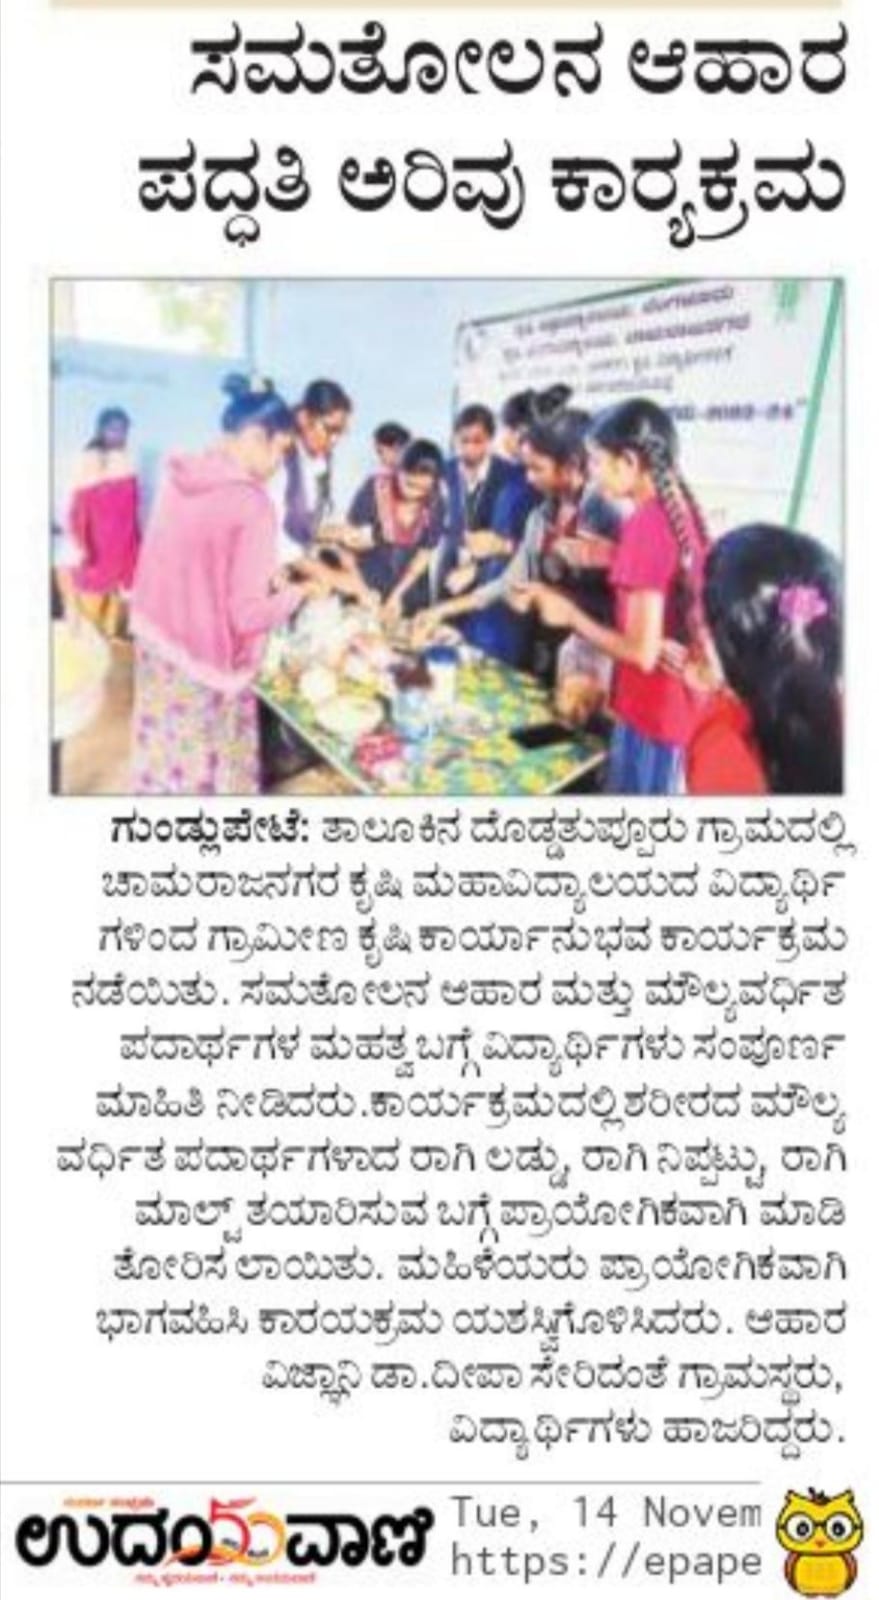 ಸಮತೋಲನ ಆಹಾರ
ಪದ್ಧತಿ ಅರಿವು ಕಾರ್‍ಯಕ್ರಮ
ಗುಂಡ್ಲುಪೇಟೆ: ತಾಲೂಕಿನ ದೊಡ್ಡತುಪ್ಪೂರು ಗ್ರಾಮದಲ್ಲಿ
ಚಾಮರಾಜನಗರ ಕೃಷಿ ಮಹಾವಿದ್ಯಾಲಯದ ವಿದ್ಯಾರ್ಥಿ
ಗಳಿಂದ ಗ್ರಾಮೀಣ ಕೃಷಿ ಕಾರ್ಯಾನುಭವ ಕಾರ್ಯಕ್ರಮ
ನಡೆಯಿತು. ಸಮತೋಲನ ಆಹಾರ ಮತ್ತು ಮೌಲ್ಯವರ್ಧಿತ
ಪದಾರ್ಥಗಳ ಮಹತ್ವ ಬಗ್ಗೆ ವಿದ್ಯಾರ್ಥಿಗಳು ಸಂಪೂರ್ಣ
ಮಾಹಿತಿ ನೀಡಿದರು.ಕಾರ್ಯಕ್ರಮದಲ್ಲಿ ಶರೀರದ ಮೌಲ್ಯ
ವರ್ಧಿತ ಪದಾರ್ಥಗಳಾದ ರಾಗಿ ಲಡ್ಡು, ರಾಗಿ ನಿಪ್ಪಟ್ಟು, ರಾಗಿ
ಮಾಲ್ಟ್ ತಯಾರಿಸುವ ಬಗ್ಗೆ ಪ್ರಾಯೋಗಿಕವಾಗಿ ಮಾಡಿ
ತೋರಿಸ ಲಾಯಿತು. ಮಹಿಳೆಯರು ಪ್ರಾಯೋಗಿಕವಾಗಿ
ಭಾಗವಹಿಸಿ ಕಾರಯಕ್ರಮ ಯಶಸ್ವಿಗೊಳಿಸಿದರು. ಆಹಾರ
ವಿಜ್ಞಾನಿ ಡಾ.ದೀಪಾ ಸೇರಿದಂತೆ ಗ್ರಾಮಸ್ಥರು,
ವಿದ್ಯಾರ್ಥಿಗಳು ಹಾಜರಿದ್ದರು.
ಉದಯವಾಣಿ
Tue, 14 Novem
https://epape